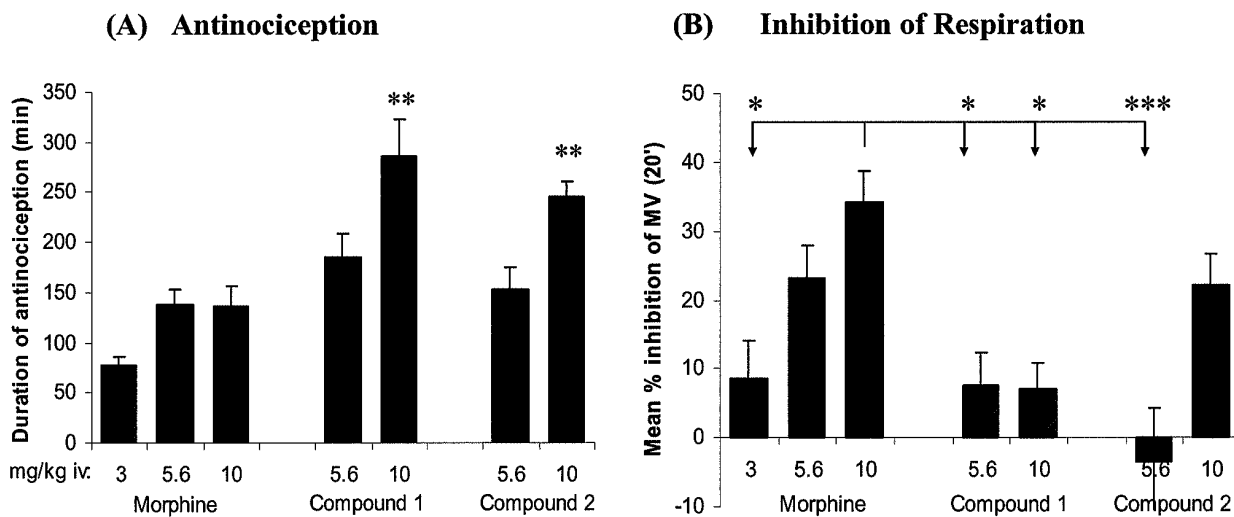 (A) Antinociception
Duration of antinociception (min)
350
300
250
200
150
100
50
0
** **
mg/kg iv: 3 5.6 10 5.6 10 5.6 10
Morphine Compound 1 Compound 2
(B) Inhibition of Respiration
Mean % inhibition of MV (20')
50
40
30
20
10
0
-10
* * * ***
3 5.6 10 5.6 10 5.6 10
Morphine Compound 1 Compound 2